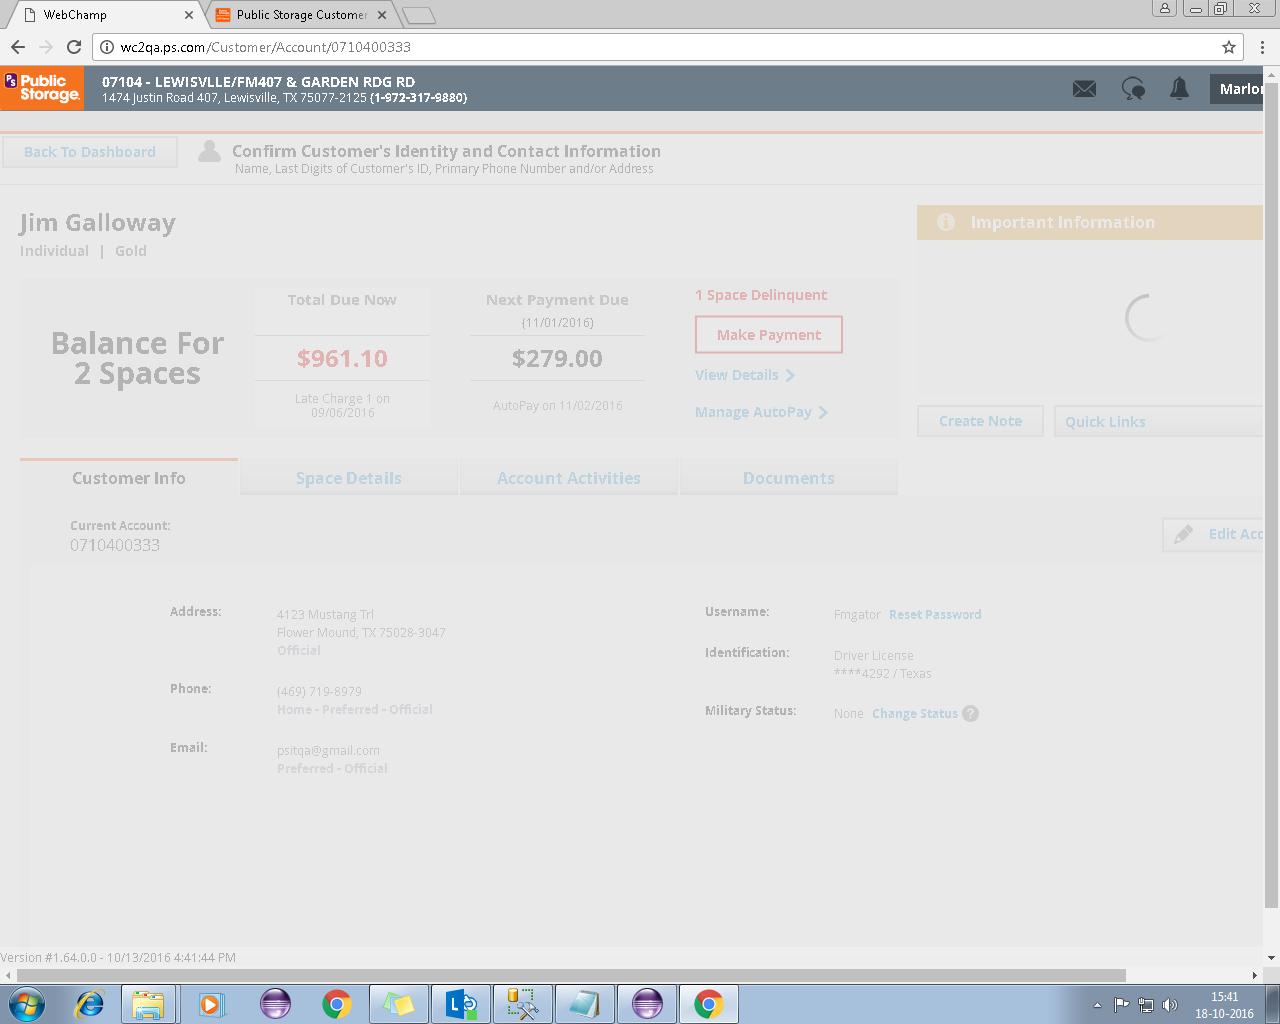 WebChamp
Public Storage Customer
wc2qa.ps.com/Customer/Account/0710400333
PS Public Storage
07104 - LEWISVLLE/FM407 & GARDEN RDG RD
1474 Justin Road 407, Lewisville, TX 75077-2125 (1-972-317-9880)
Marlo
Back To Dashboard
Confirm Customer's Identity and Contact Information
Name, Last Digits of Customer's ID, Primary Phone Number and/or Address
Jim Galloway
Individual | Gold
Important Information
Balance For
2 Spaces
Total Due Now
$961.10
Late Charge 1 on
09/06/2016
Next Payment Due
(11/01/2016)
$279.00
AutoPay on 11/02/2016
1 Space Delinquent
Make Payment
View Details
Manage AutoPay
Create Note
Quick Links
Customer Info
Space Details
Account Activities
Documents
Current Account:
0710400333
Edit Acc
Address:
4123 Mustang Trl
Flower Mound, TX 75028-3047
Official
Phone:
(469) 719-8979
Home - Preferred - Official
Email:
psitqa@gmail.com
Preferred - Official
Username:
Fmgator Reset Password
Identification:
Driver License
****4292 / Texas
Military Status:
None Change Status ?
Version #1.64.0.0 - 10/13/2016 4:41:44 PM
15:41
18-10-2016